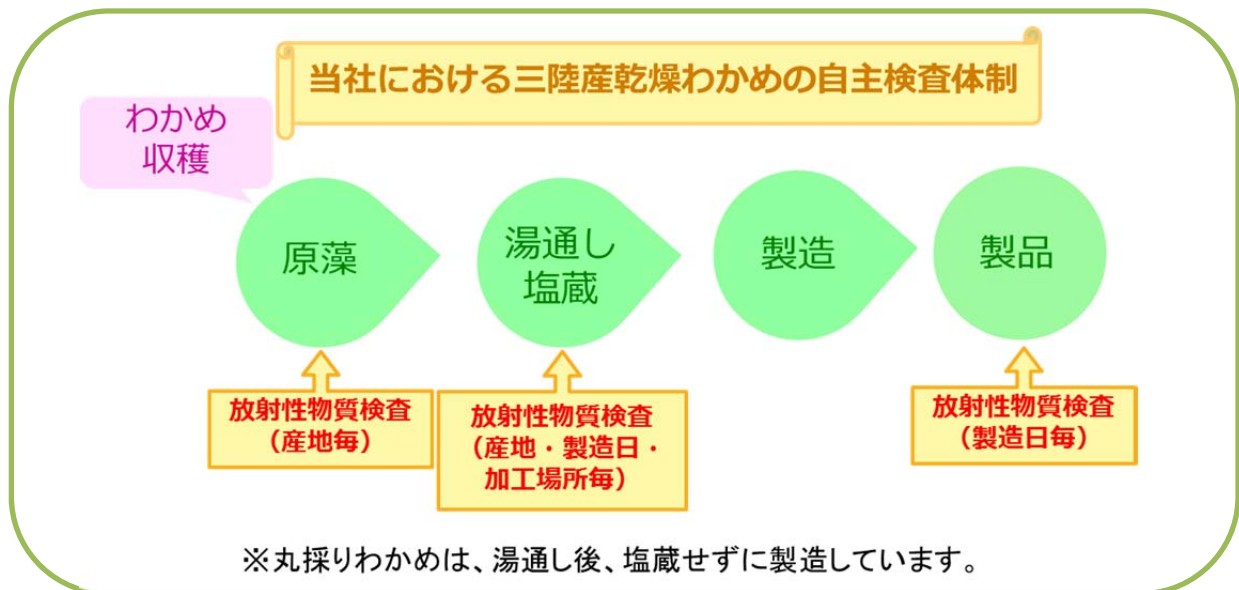 当社における三陸産乾燥わかめの自主検査体制
わかめ
収穫
原藻
湯通し
塩蔵
製造
製品
放射性物質検査
（産地毎）
放射性物質検査
（産地・製造日・
加工場所毎）
放射性物質検査
（製造日毎）
※丸採りわかめは、湯通し後、塩蔵せずに製造しています。